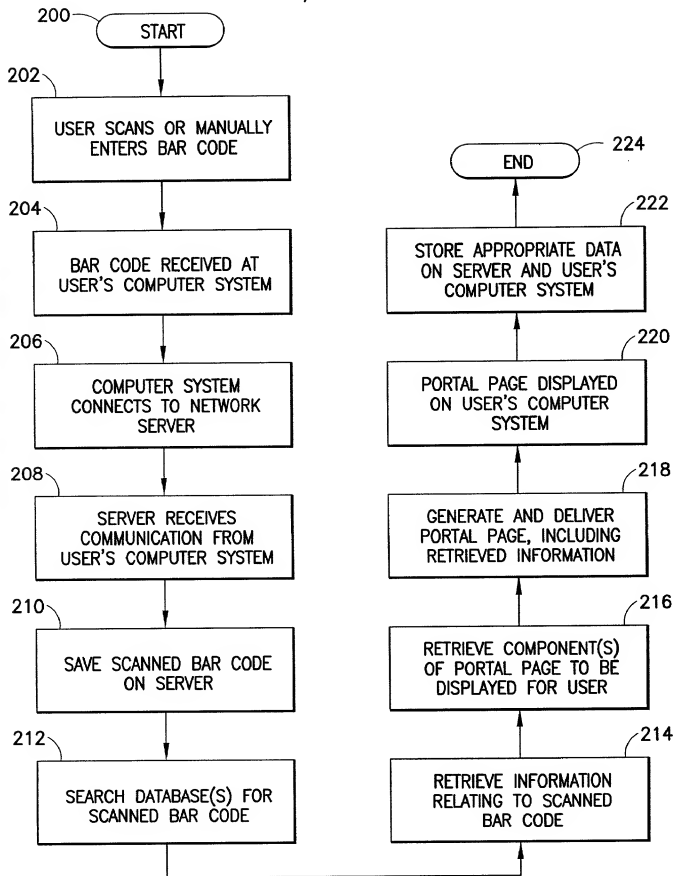 200
START
202
USER SCANS OR MANUALLY
ENTERS BAR CODE
204
BAR CODE RECEIVED AT
USER'S COMPUTER SYSTEM
206
COMPUTER SYSTEM
CONNECTS TO NETWORK
SERVER
208
SERVER RECEIVES
COMMUNICATION FROM
USER'S COMPUTER SYSTEM
210
SAVE SCANNED BAR CODE
ON SERVER
212
SEARCH DATABASE(S) FOR
SCANNED BAR CODE
214
RETRIEVE INFORMATION
RELATING TO SCANNED
BAR CODE
216
RETRIEVE COMPONENT(S)
OF PORTAL PAGE TO BE
DISPLAYED FOR USER
218
GENERATE AND DELIVER
PORTAL PAGE, INCLUDING
RETRIEVED INFORMATION
220
PORTAL PAGE DISPLAYED
ON USER'S COMPUTER
SYSTEM
222
STORE APPROPRIATE DATA
ON SERVER AND USER'S
COMPUTER SYSTEM
224
END